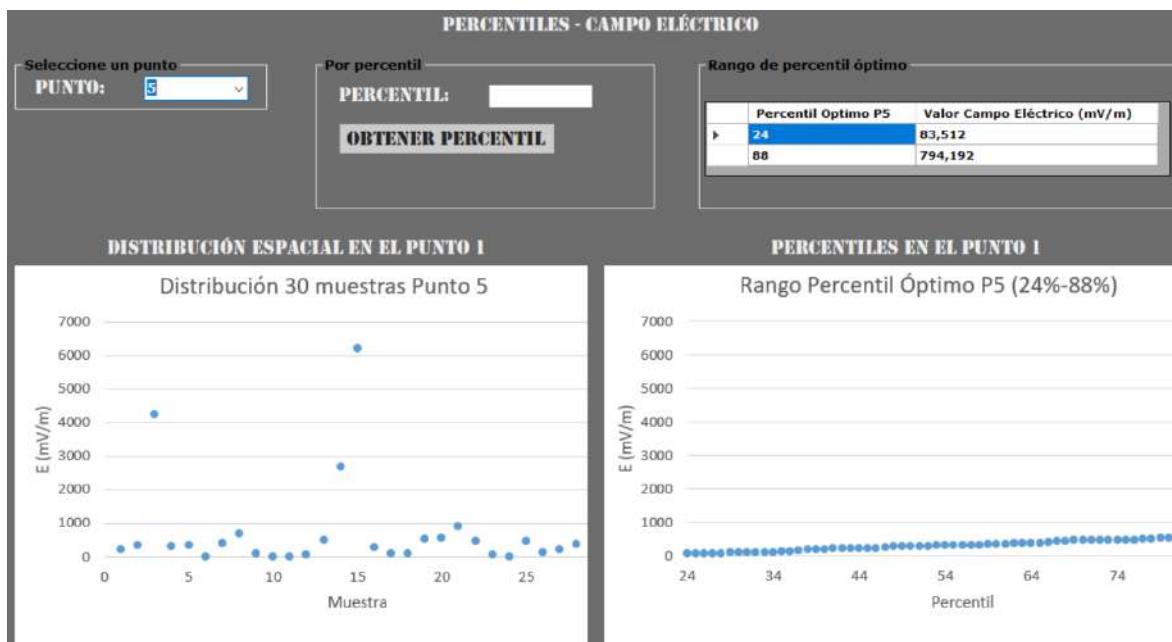 PERCENTILES - CAMPO ELÉCTRICO
Seleccione un punto
PUNTO: 5
Por percentil
PERCENTIL:
OBTENER PERCENTIL
Rango de percentil óptimo
Percentil Optimo P5 Valor Campo Eléctrico (mV/m)
24 83,512
88 794,192
DISTRIBUCIÓN ESPACIAL EN EL PUNTO 1
Distribución 30 muestras Punto 5
7000
6000
5000
4000
3000
2000
1000
0
E (mV/m)
0 5 10 15 20 25
Muestra
PERCENTILES EN EL PUNTO 1
Rango Percentil Óptimo P5 (24%-88%)
7000
6000
5000
4000
3000
2000
1000
0
E (mV/m)
24 34 44 54 64 74
Percentil